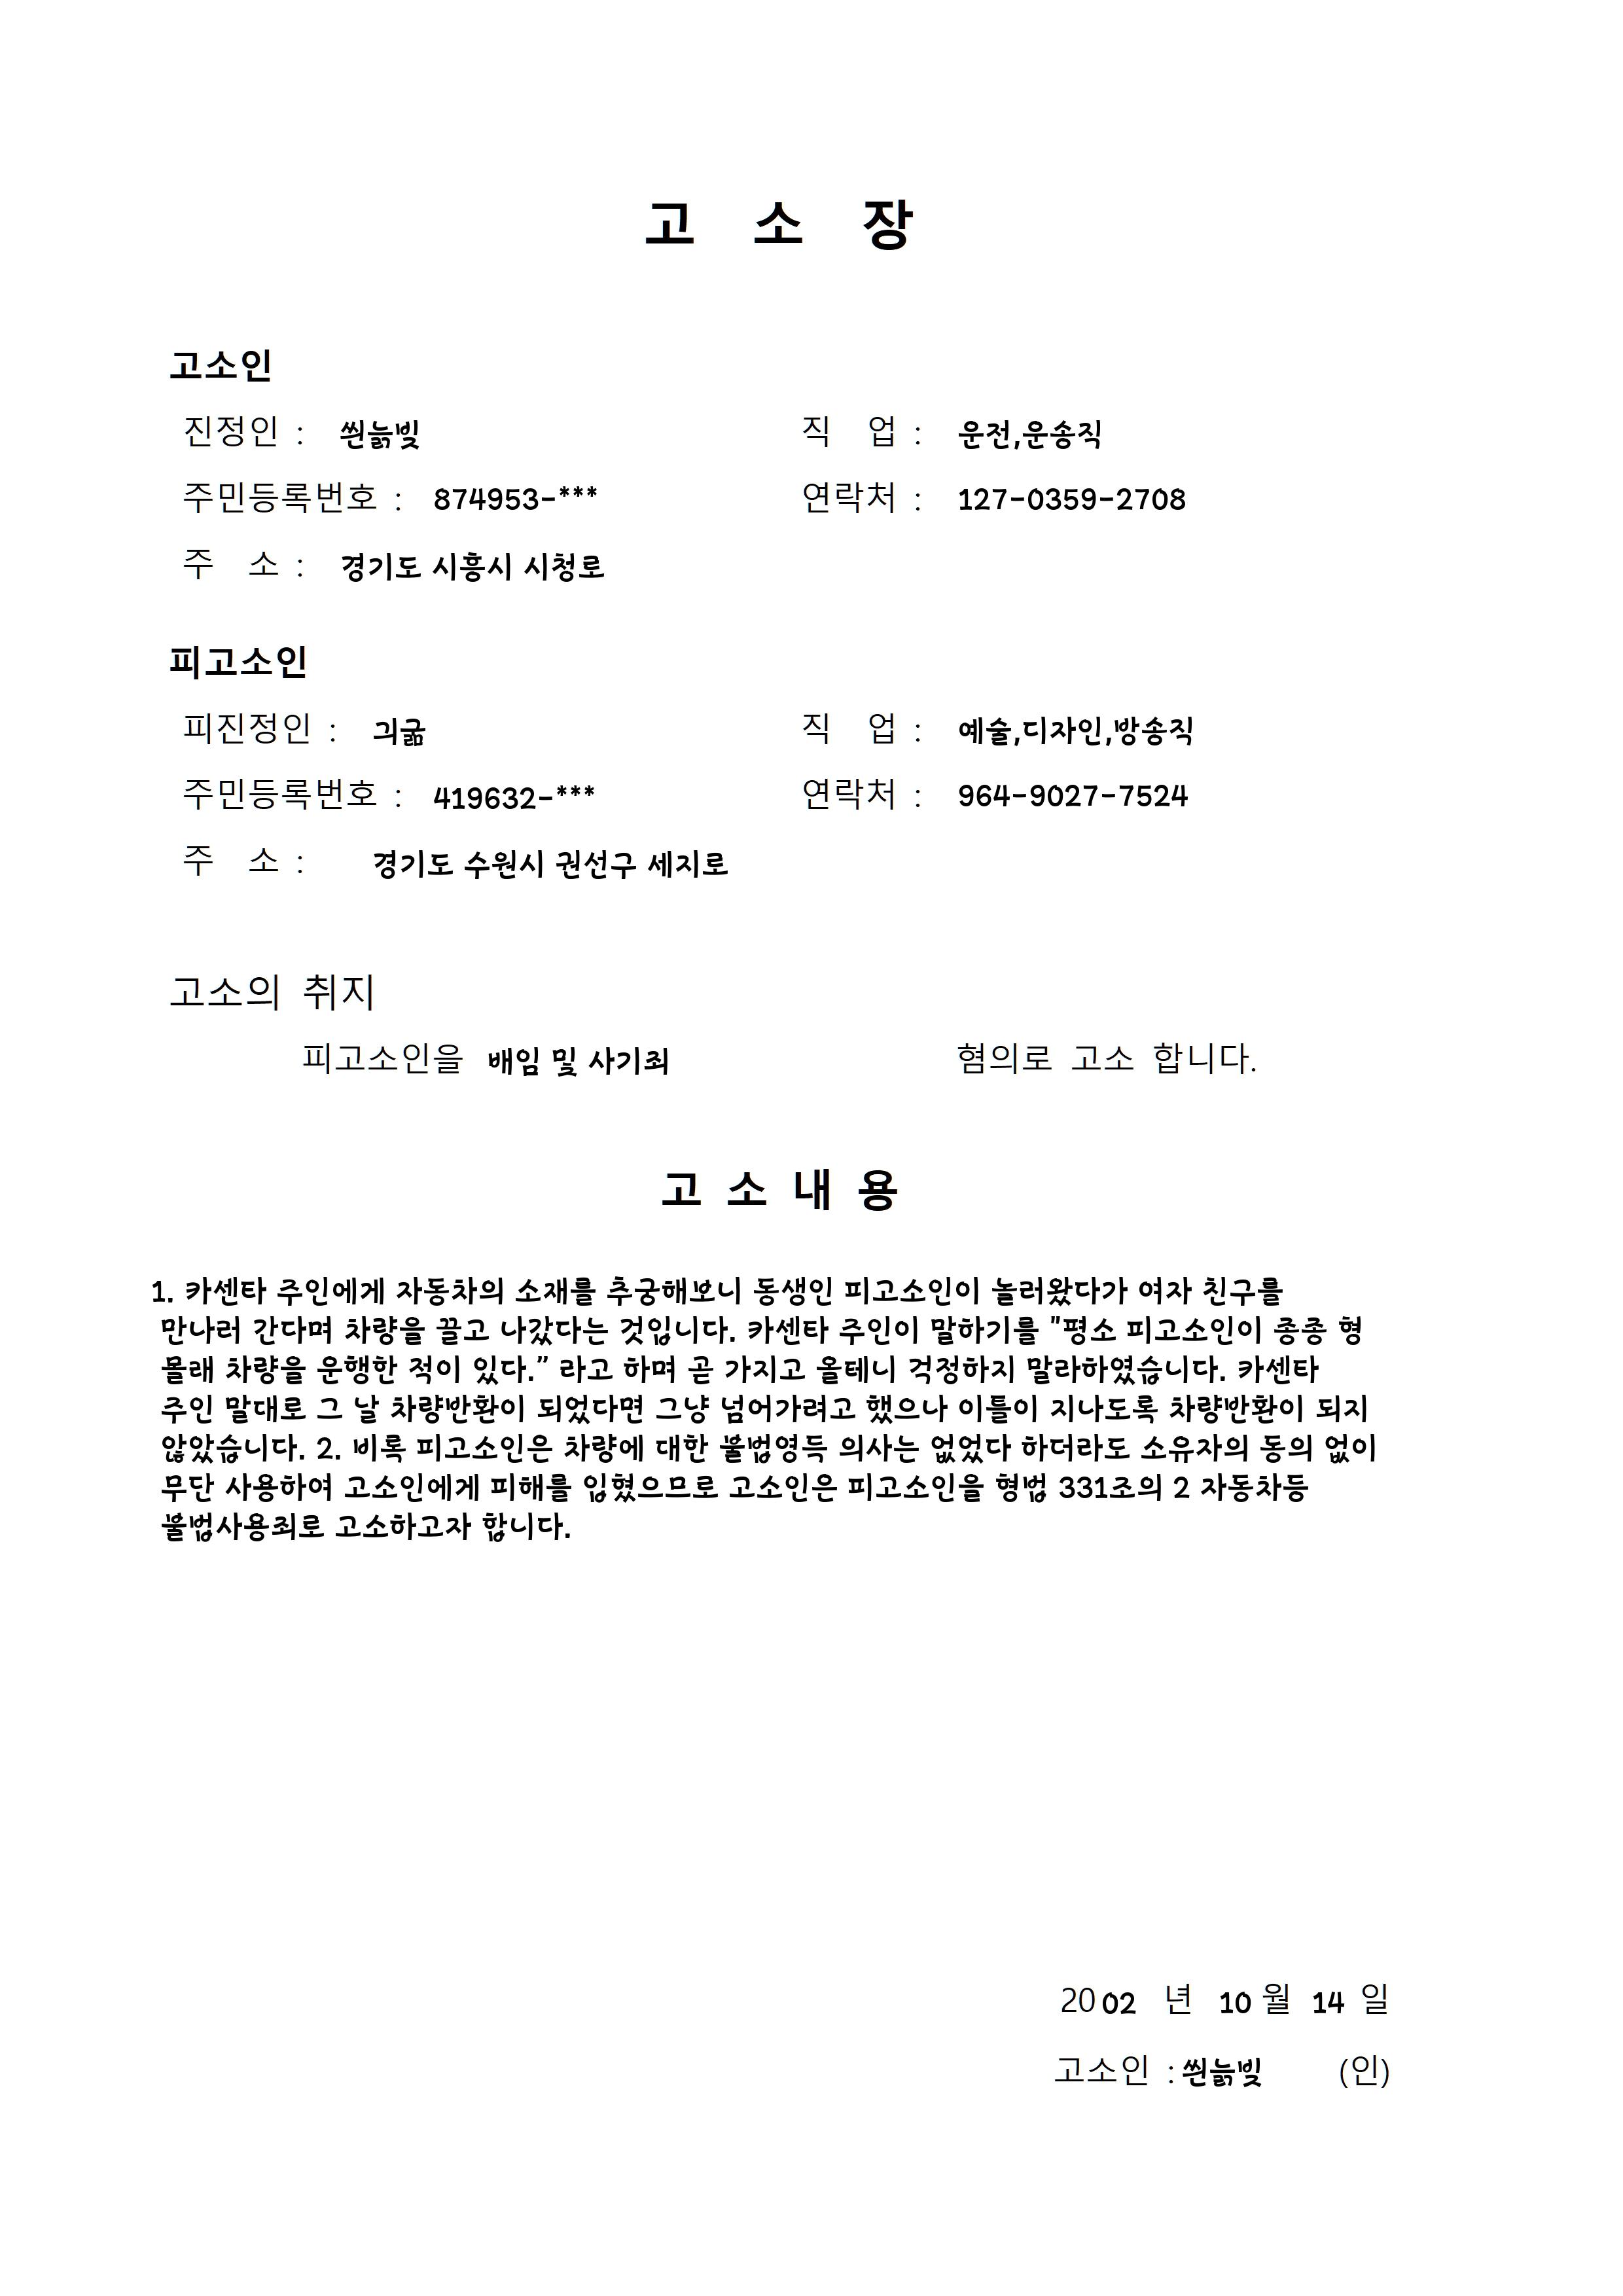 고 소 장
고소인
진정인 : 씬늙빚 직 업 : 운전,운송직
주민등록번호 : 874953-*** 연락처 : 127-0359-2708
주 소 : 경기도 시흥시 시청로
피고소인
피진정인 : 긔굶 직 업 : 예술,디자인,방송직
주민등록번호 : 419632-*** 연락처 : 964-9027-7524
주 소 : 경기도 수원시 권선구 세지로
고소의 취지
피고소인을 배임 및 사기죄 혐의로 고소 합니다.
고 소 내 용
1. 카센타 주인에게 자동차의 소재를 추궁해보니 동생인 피고소인이 놀러왔다가 여자 친구를
만나러 간다며 차량을 끌고 나갔다는 것입니다. 카센타 주인이 말하기를 "평소 피고소인이 종종 형
몰래 차량을 운행한 적이 있다.” 라고 하며 곧 가지고 올테니 걱정하지 말라하였습니다. 카센타
주인 말대로 그 날 차량반환이 되었다면 그냥 넘어가려고 했으나 이틀이 지나도록 차량반환이 되지
않았습니다. 2. 비록 피고소인은 차량에 대한 불법영득 의사는 없었다 하더라도 소유자의 동의 없이
무단 사용하여 고소인에게 피해를 입혔으므로 고소인은 피고소인을 형법 331조의 2 자동차등
불법사용죄로 고소하고자 합니다.
2002 년 10 월 14 일
고소인 : 씬늙빚 (인)